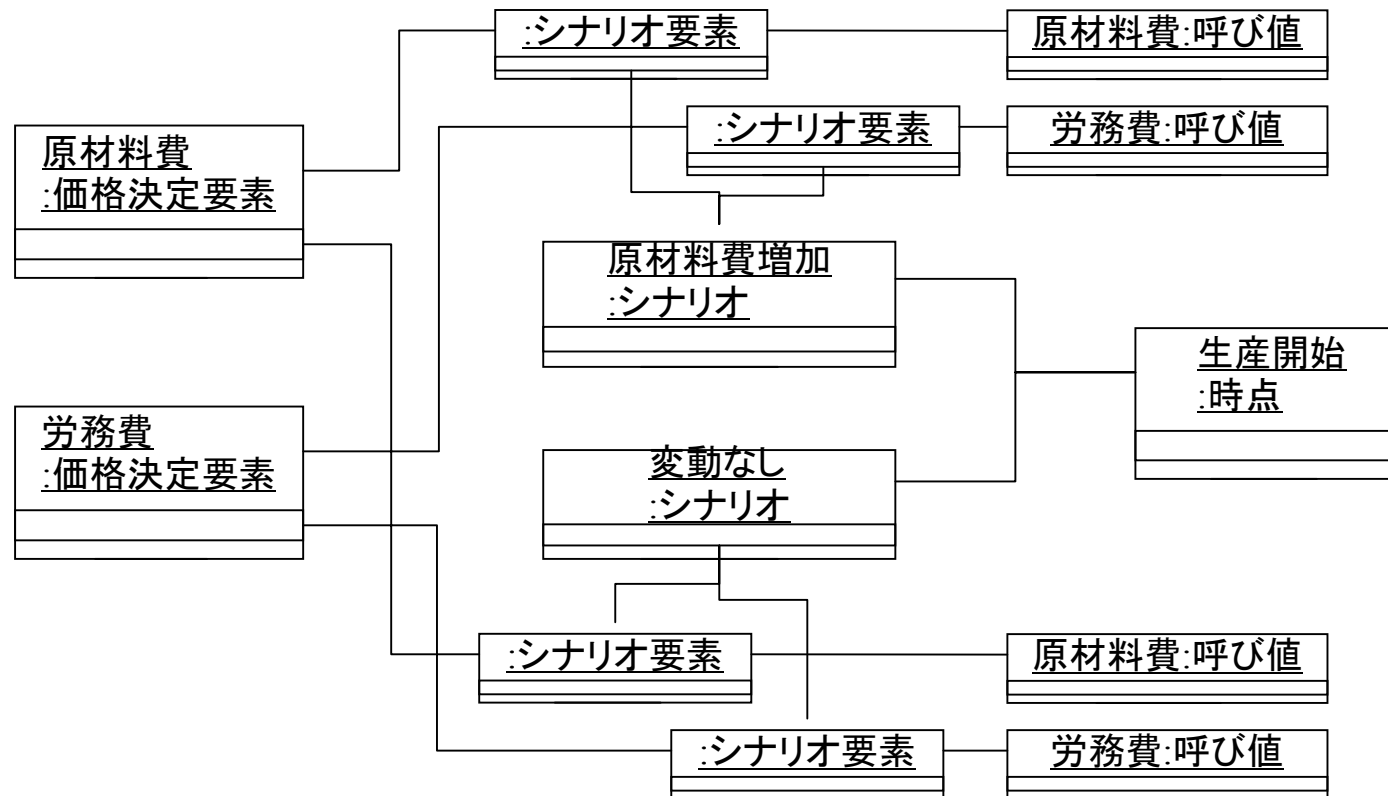 :シナリオ要素
原材料費:呼び値
:シナリオ要素
労務費:呼び値
原材料費
:価格決定要素
原材料費増加
:シナリオ
生産開始
:時点
労務費
:価格決定要素
変動なし
:シナリオ
:シナリオ要素
原材料費:呼び値
:シナリオ要素
労務費:呼び値